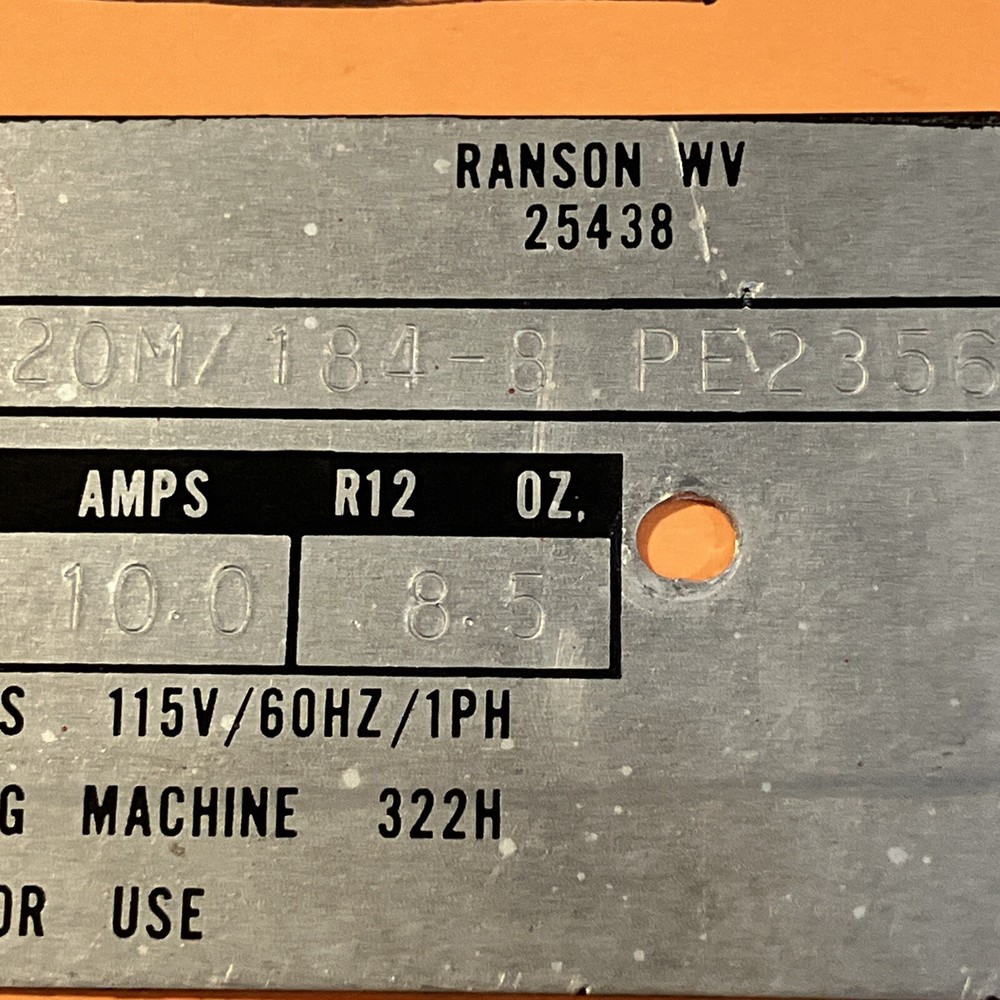 RANSON WV
25438
20M/184-8 PE2356
AMPS R12 OZ.
10.0 8.5
S 115V/60HZ/1PH
G MACHINE 322H
OR USE